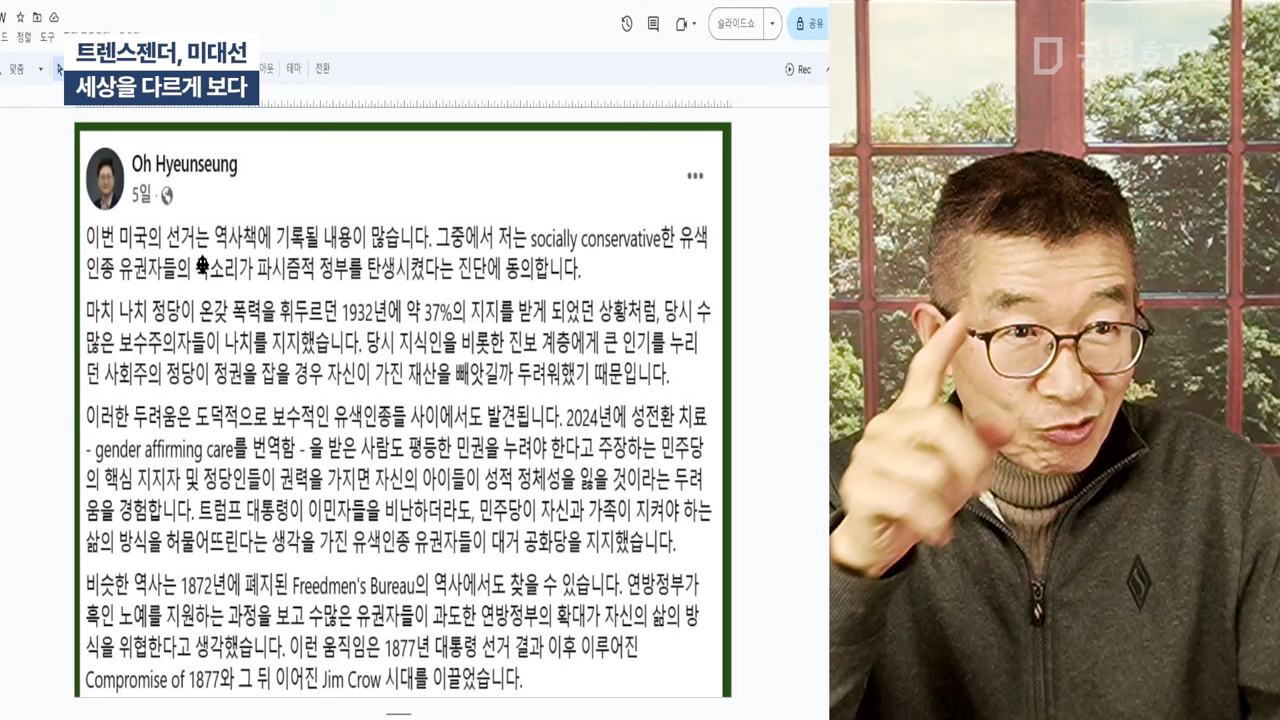 트렌스젠더, 미대선
세상을 다르게 보다
정렬 도구
맞춤
테마 전환
슬라이드쇼
공유
Rec
공병호TV
Oh Hyeunseung
5일
이번 미국의 선거는 역사책에 기록될 내용이 많습니다. 그중에서 저는 socially conservative한 유색
인종 유권자들의 소리가 파시즘적 정부를 탄생시켰다는 진단에 동의합니다.
마치 나치 정당이 온갖 폭력을 휘두르던 1932년에 약 37%의 지지를 받게 되었던 상황처럼, 당시 수
많은 보수주의자들이 나치를 지지했습니다. 당시 지식인을 비롯한 진보 계층에게 큰 인기를 누리
던 사회주의 정당이 정권을 잡을 경우 자신이 가진 재산을 빼앗길까 두려워했기 때문입니다.
이러한 두려움은 도덕적으로 보수적인 유색인종들 사이에서도 발견됩니다. 2024년에 성전환 치료
- gender affirming care를 번역함 - 을 받은 사람도 평등한 민권을 누려야 한다고 주장하는 민주당
의 핵심 지지자 및 정당인들이 권력을 가지면 자신의 아이들이 성적 정체성을 잃을 것이라는 두려
움을 경험합니다. 트럼프 대통령이 이민자들을 비난하더라도, 민주당이 자신과 가족이 지켜야 하는
삶의 방식을 허물어뜨린다는 생각을 가진 유색인종 유권자들이 대거 공화당을 지지했습니다.
비슷한 역사는 1872년에 폐지된 Freedmen's Bureau의 역사에서도 찾을 수 있습니다. 연방정부가
흑인 노예를 지원하는 과정을 보고 수많은 유권자들이 과도한 연방정부의 확대가 자신의 삶의 방
식을 위협한다고 생각했습니다. 이런 움직임은 1877년 대통령 선거 결과 이후 이루어진
Compromise of 1877와 그 뒤 이어진 Jim Crow 시대를 이끌었습니다.